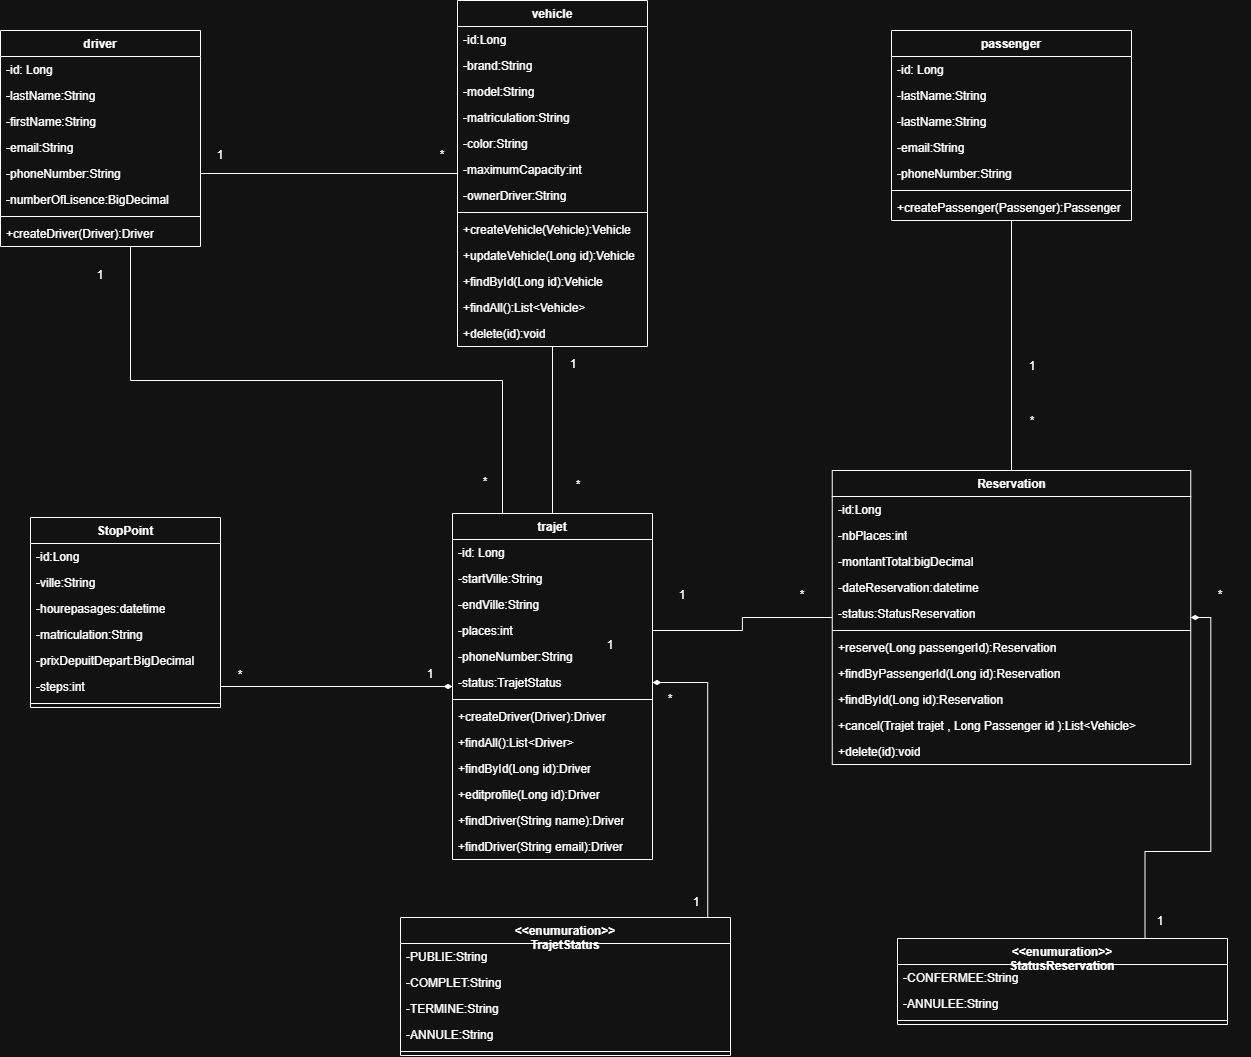 driver
-id: Long
-lastName:String
-firstName:String
-email:String
-phoneNumber:String
-numberOfLisence:BigDecimal
+createDriver(Driver):Driver
1
*
1
vehicle
-id:Long
-brand:String
-model:String
-matriculation:String
-color:String
-maximumCapacity:int
-ownerDriver:String
+createVehicle(Vehicle):Vehicle
+updateVehicle(Long id):Vehicle
+findById(Long id):Vehicle
+findAll():List<Vehicle>
+delete(id):void
1
passenger
-id: Long
-lastName:String
-lastName:String
-email:String
-phoneNumber:String
+createPassenger(Passenger):Passenger
1
*
*
*
StopPoint
-id:Long
-ville:String
-hourepasages:datetime
-matriculation:String
-prixDepuitDepart:BigDecimal
-steps:int
*
1
trajet
-id: Long
-startVille:String
-endVille:String
-places:int
-phoneNumber:String
-status:TrajetStatus
1
+createDriver(Driver):Driver
+findAll():List<Driver>
+findById(Long id):Driver
+editprofile(Long id):Driver
+findDriver(String name):Driver
+findDriver(String email):Driver
1
*
*
1
Reservation
-id:Long
-nbPlaces:int
-montantTotal:bigDecimal
-dateReservation:datetime
-status:StatusReservation
+reserve(Long passengerId):Reservation
+findByPassengerId(Long id):Reservation
+findById(Long id):Reservation
+cancel(Trajet trajet , Long Passenger id ):List<Vehicle>
+delete(id):void
*
1
<<enumuration>>
TrajetStatus
-PUBLIE:String
-COMPLET:String
-TERMINE:String
-ANNULE:String
<<enumuration>>
StatusReservation
-CONFERMEE:String
-ANNULEE:String